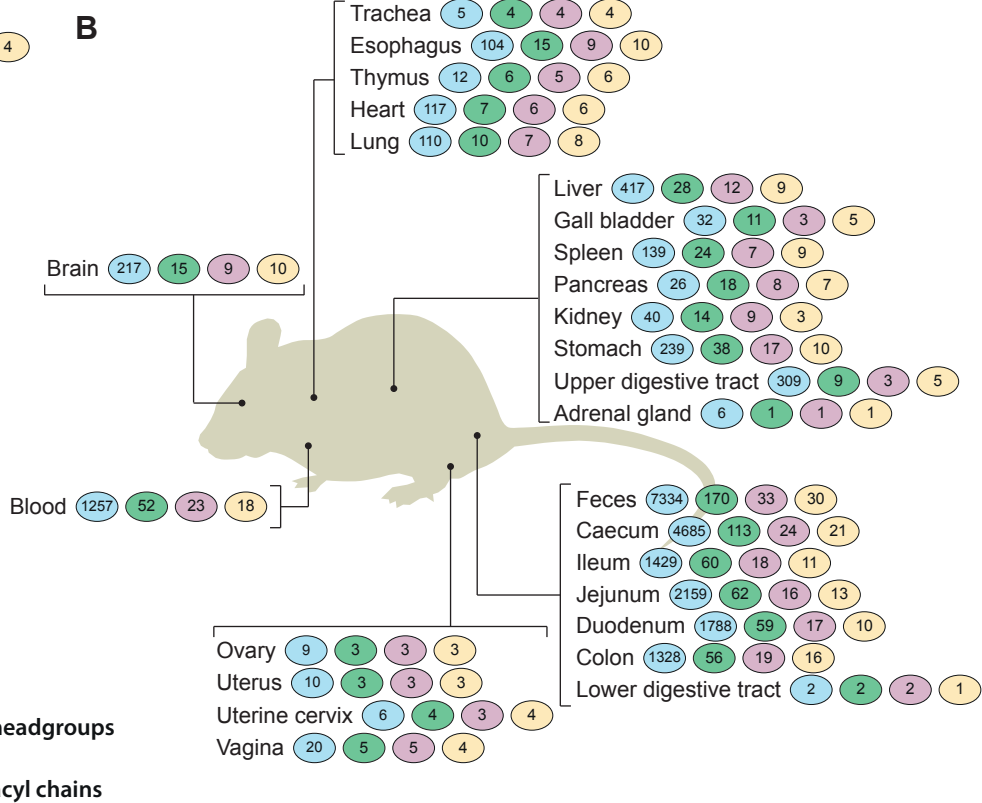 4
B
Trachea 5 4 4 4
Esophagus 104 15 9 10
Thymus 12 6 5 6
Heart 117 7 6 6
Lung 110 10 7 8
Liver 417 28 12 9
Gall bladder 32 11 3 5
Spleen 139 24 7 9
Pancreas 26 18 8 7
Kidney 40 14 9 3
Stomach 239 38 17 10
Upper digestive tract 309 9 3 5
Adrenal gland 6 1 1 1
Brain 217 15 9 10
Blood 1257 52 23 18
Feces 7334 170 33 30
Caecum 4685 113 24 21
Ileum 1429 60 18 11
Jejunum 2159 62 16 13
Duodenum 1788 59 17 10
Colon 1328 56 19 16
Lower digestive tract 2 2 2 1
Ovary 9 3 3 3
Uterus 10 3 3 3
Uterine cervix 6 4 3 4
Vagina 20 5 5 4
headgroups
cyl chains